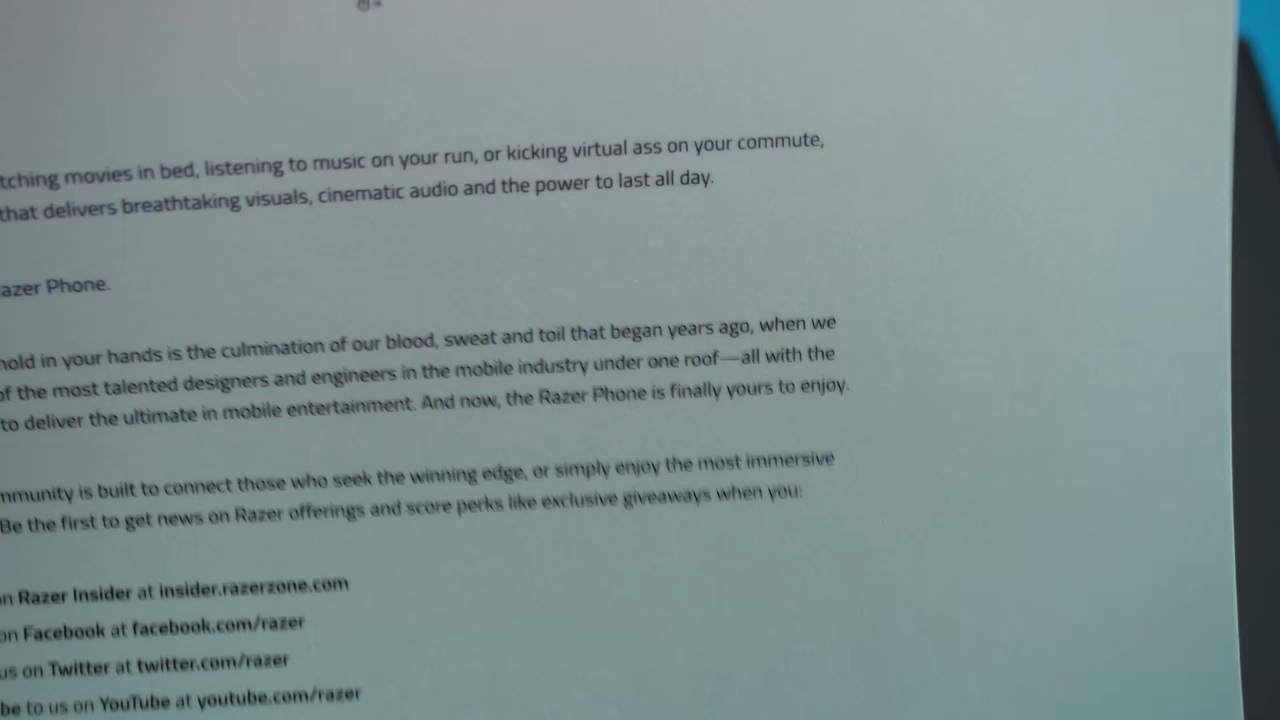 tching movies in bed, listening to music on your run, or kicking virtual ass on your commute,
that delivers breathtaking visuals, cinematic audio and the power to last all day.
azer Phone.
hold in your hands is the culmination of our blood, sweat and toil that began years ago, when we
of the most talented designers and engineers in the mobile industry under one roof—all with the
to deliver the ultimate in mobile entertainment. And now, the Razer Phone is finally yours to enjoy.
mmunity is built to connect those who seek the winning edge, or simply enjoy the most immersive
Be the first to get news on Razer offerings and score perks like exclusive giveaways when you:
n Razer Insider at insider.razerzone.com
on Facebook at facebook.com/razer
us on Twitter at twitter.com/razer
be to us on YouTube at youtube.com/razer